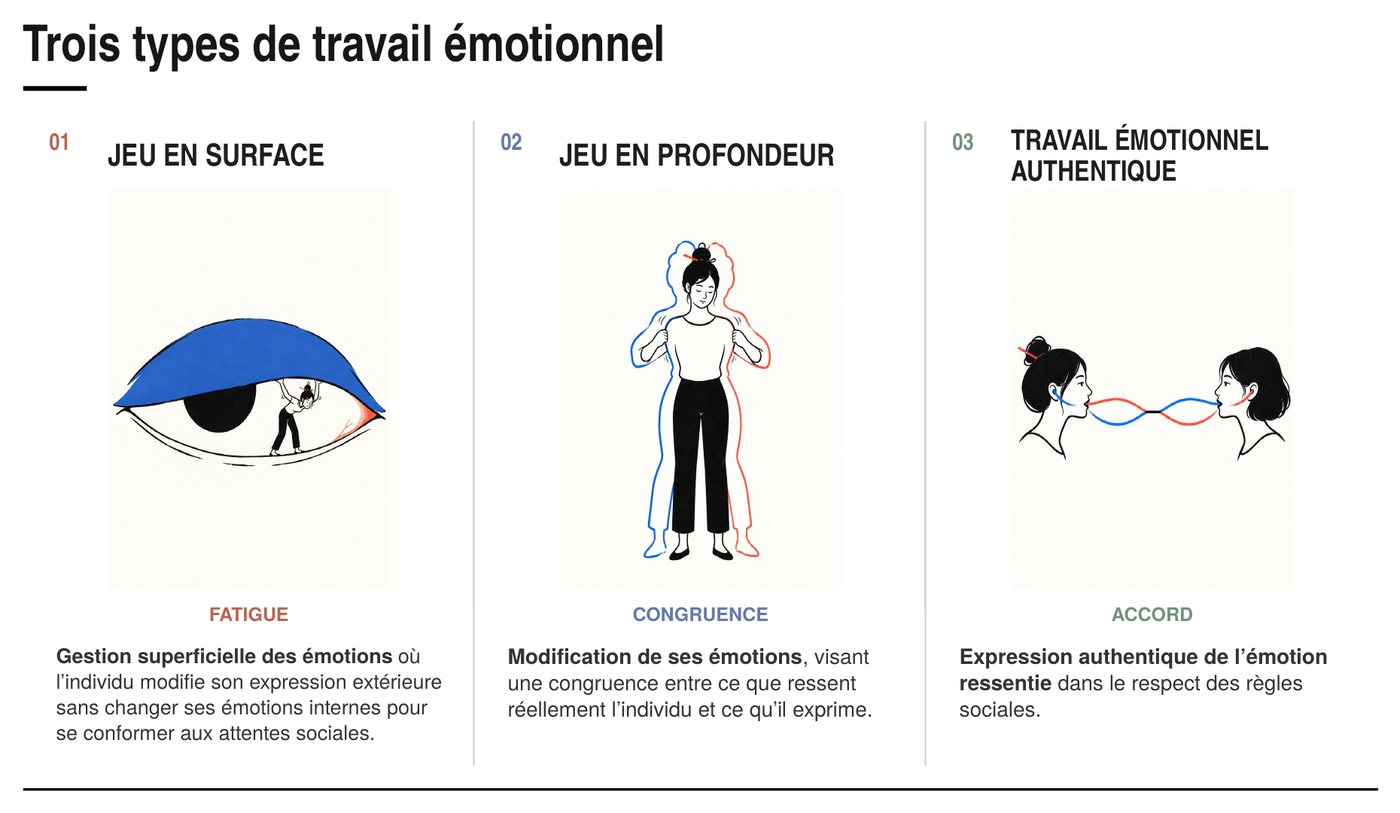 Trois types de travail émotionnel
01
JEU EN SURFACE
FATIGUE
Gestion superficielle des émotions où
l’individu modifie son expression extérieure
sans changer ses émotions internes pour
se conformer aux attentes sociales.
02
JEU EN PROFONDEUR
CONGRUENCE
Modification de ses émotions, visant
une congruence entre ce que ressent
réellement l’individu et ce qu’il exprime.
03
TRAVAIL ÉMOTIONNEL
AUTHENTIQUE
ACCORD
Expression authentique de l’émotion
ressentie dans le respect des règles
sociales.